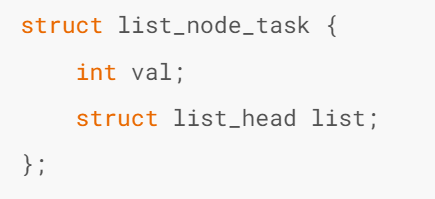 struct list_node_task {
    int val;
    struct list_head list;
};